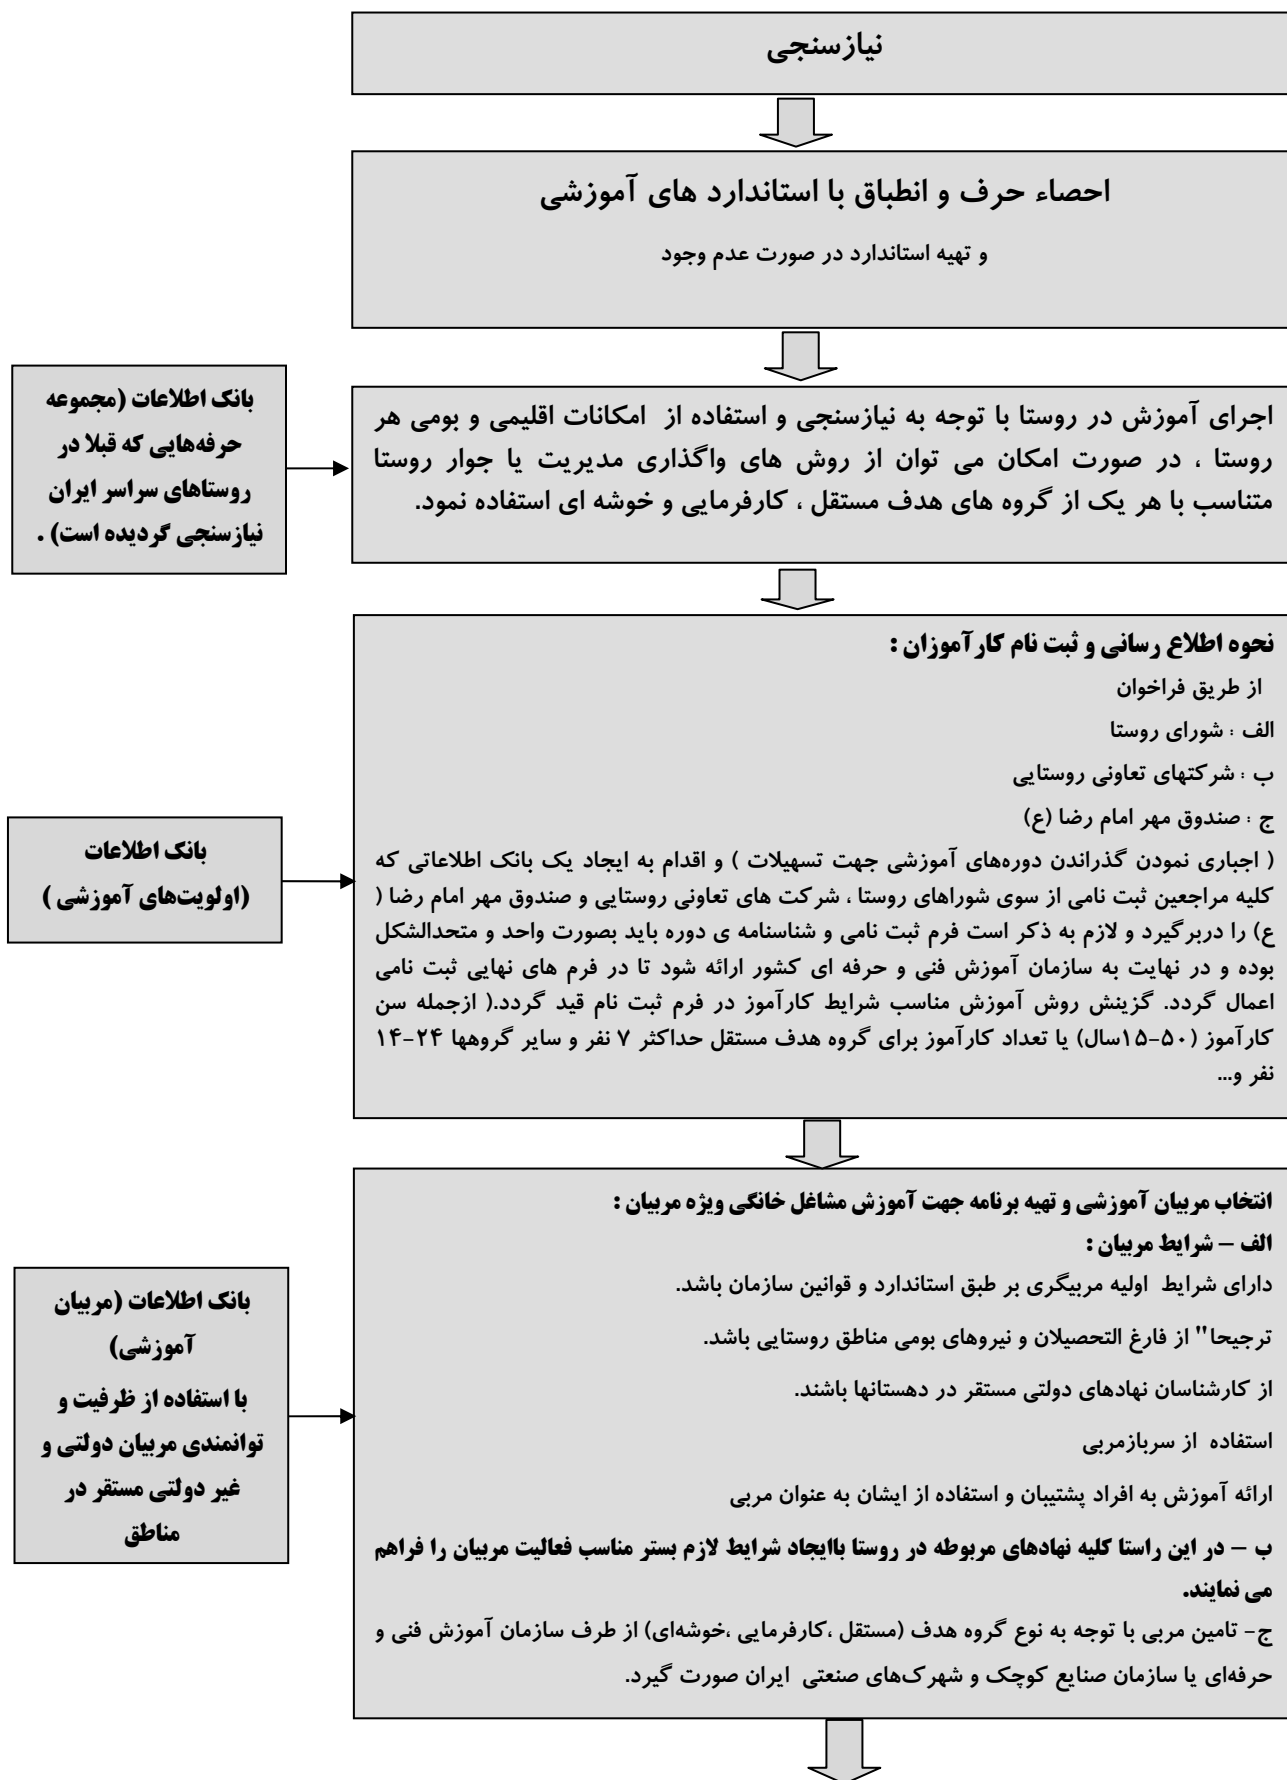 نیازسنجی
احصاء حرف و انطباق با استاندارد های آموزشی
و تهیه استاندارد در صورت عدم وجود
بانک اطلاعات (مجموعه
حرفه‌هایی که قبلا در
روستاهای سراسر ایران
نیازسنجی گردیده است) .
اجرای آموزش در روستا با توجه به نیازسنجی و استفاده از امکانات اقلیمی و بومی هر
روستا ، در صورت امکان می توان از روش های واگذاری مدیریت یا جوار روستا
متناسب با هر یک از گروه های هدف مستقل ، کارفرمایی و خوشه ای استفاده نمود.
نحوه اطلاع رسانی و ثبت نام کارآموزان :
از طریق فراخوان
الف : شورای روستا
ب : شرکتهای تعاونی روستایی
ج : صندوق مهر امام رضا (ع)
( اجباری نمودن گذراندن دوره‌های آموزشی جهت تسهیلات ) و اقدام به ایجاد یک بانک اطلاعاتی که
کلیه مراجعین ثبت نامی از سوی شوراهای روستا ، شرکت های تعاونی روستایی و صندوق مهر امام رضا (
ع) را دربرگیرد و لازم به ذکر است فرم ثبت نامی و شناسنامه ی دوره باید بصورت واحد و متحدالشکل
بوده و در نهایت به سازمان آموزش فنی و حرفه ای کشور ارائه شود تا در فرم های نهایی ثبت نامی
اعمال گردد. گزینش روش آموزش مناسب شرایط کارآموز در فرم ثبت نام قید گردد.( ازجمله سن
کارآموز (۵۰-۱۵سال) یا تعداد کارآموز برای گروه هدف مستقل حداکثر ۷ نفر و سایر گروهها ۲۴-۱۴
نفر و...
بانک اطلاعات
(اولویت‌های آموزشی )
انتخاب مربیان آموزشی و تهیه برنامه جهت آموزش مشاغل خانگی ویژه مربیان :
الف – شرایط مربیان :
دارای شرایط اولیه مربیگری بر طبق استاندارد و قوانین سازمان باشد.
ترجیحا" از فارغ التحصیلان و نیروهای بومی مناطق روستایی باشد.
از کارشناسان نهادهای دولتی مستقر در دهستانها باشند.
استفاده از سربازمربی
ارائه آموزش به افراد پشتیبان و استفاده از ایشان به عنوان مربی
ب – در این راستا کلیه نهادهای مربوطه در روستا باایجاد شرایط لازم بستر مناسب فعالیت مربیان را فراهم
می نمایند.
ج- تامین مربی با توجه به نوع گروه هدف (مستقل ،کارفرمایی ،خوشه‌ای) از طرف سازمان آموزش فنی و
حرفه‌ای یا سازمان صنایع کوچک و شهرک‌های صنعتی ایران صورت گیرد.
بانک اطلاعات (مربیان
آموزشی)
با استفاده از ظرفیت و
توانمندی مربیان دولتی و
غیر دولتی مستقر در
مناطق